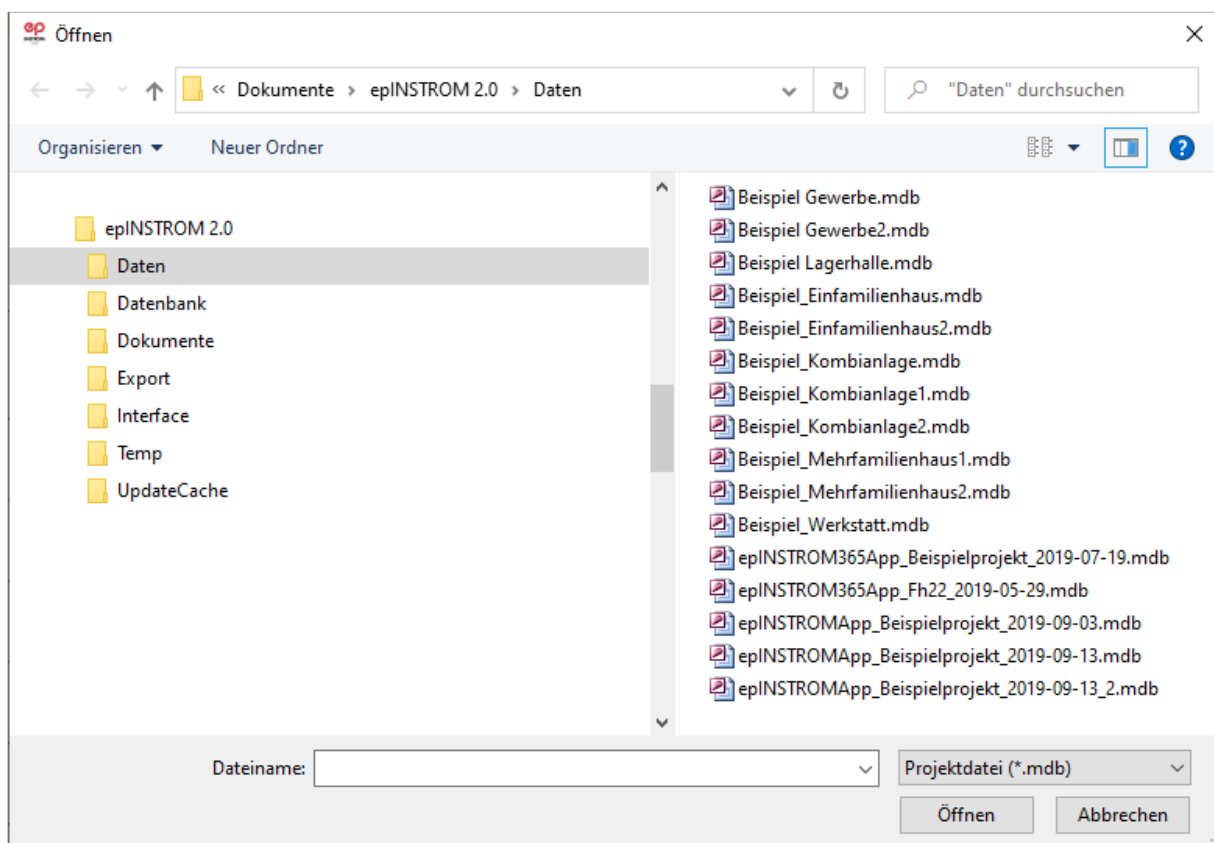 ep Öffnen
« Dokumente › epINSTROM 2.0 › Daten "Daten" durchsuchen
Organisieren Neuer Ordner ?
epINSTROM 2.0
Daten
Datenbank
Dokumente
Export
Interface
Temp
UpdateCache
Beispiel Gewerbe.mdb
Beispiel Gewerbe2.mdb
Beispiel Lagerhalle.mdb
Beispiel_Einfamilienhaus.mdb
Beispiel_Einfamilienhaus2.mdb
Beispiel_Kombianlage.mdb
Beispiel_Kombianlage1.mdb
Beispiel_Kombianlage2.mdb
Beispiel_Mehrfamilienhaus1.mdb
Beispiel_Mehrfamilienhaus2.mdb
Beispiel_Werkstatt.mdb
epINSTROM365App_Beispielprojekt_2019-07-19.mdb
epINSTROM365App_Fh22_2019-05-29.mdb
epINSTROMApp_Beispielprojekt_2019-09-03.mdb
epINSTROMApp_Beispielprojekt_2019-09-13.mdb
epINSTROMApp_Beispielprojekt_2019-09-13_2.mdb
Dateiname: Projektdatei (*.mdb)
Öffnen Abbrechen